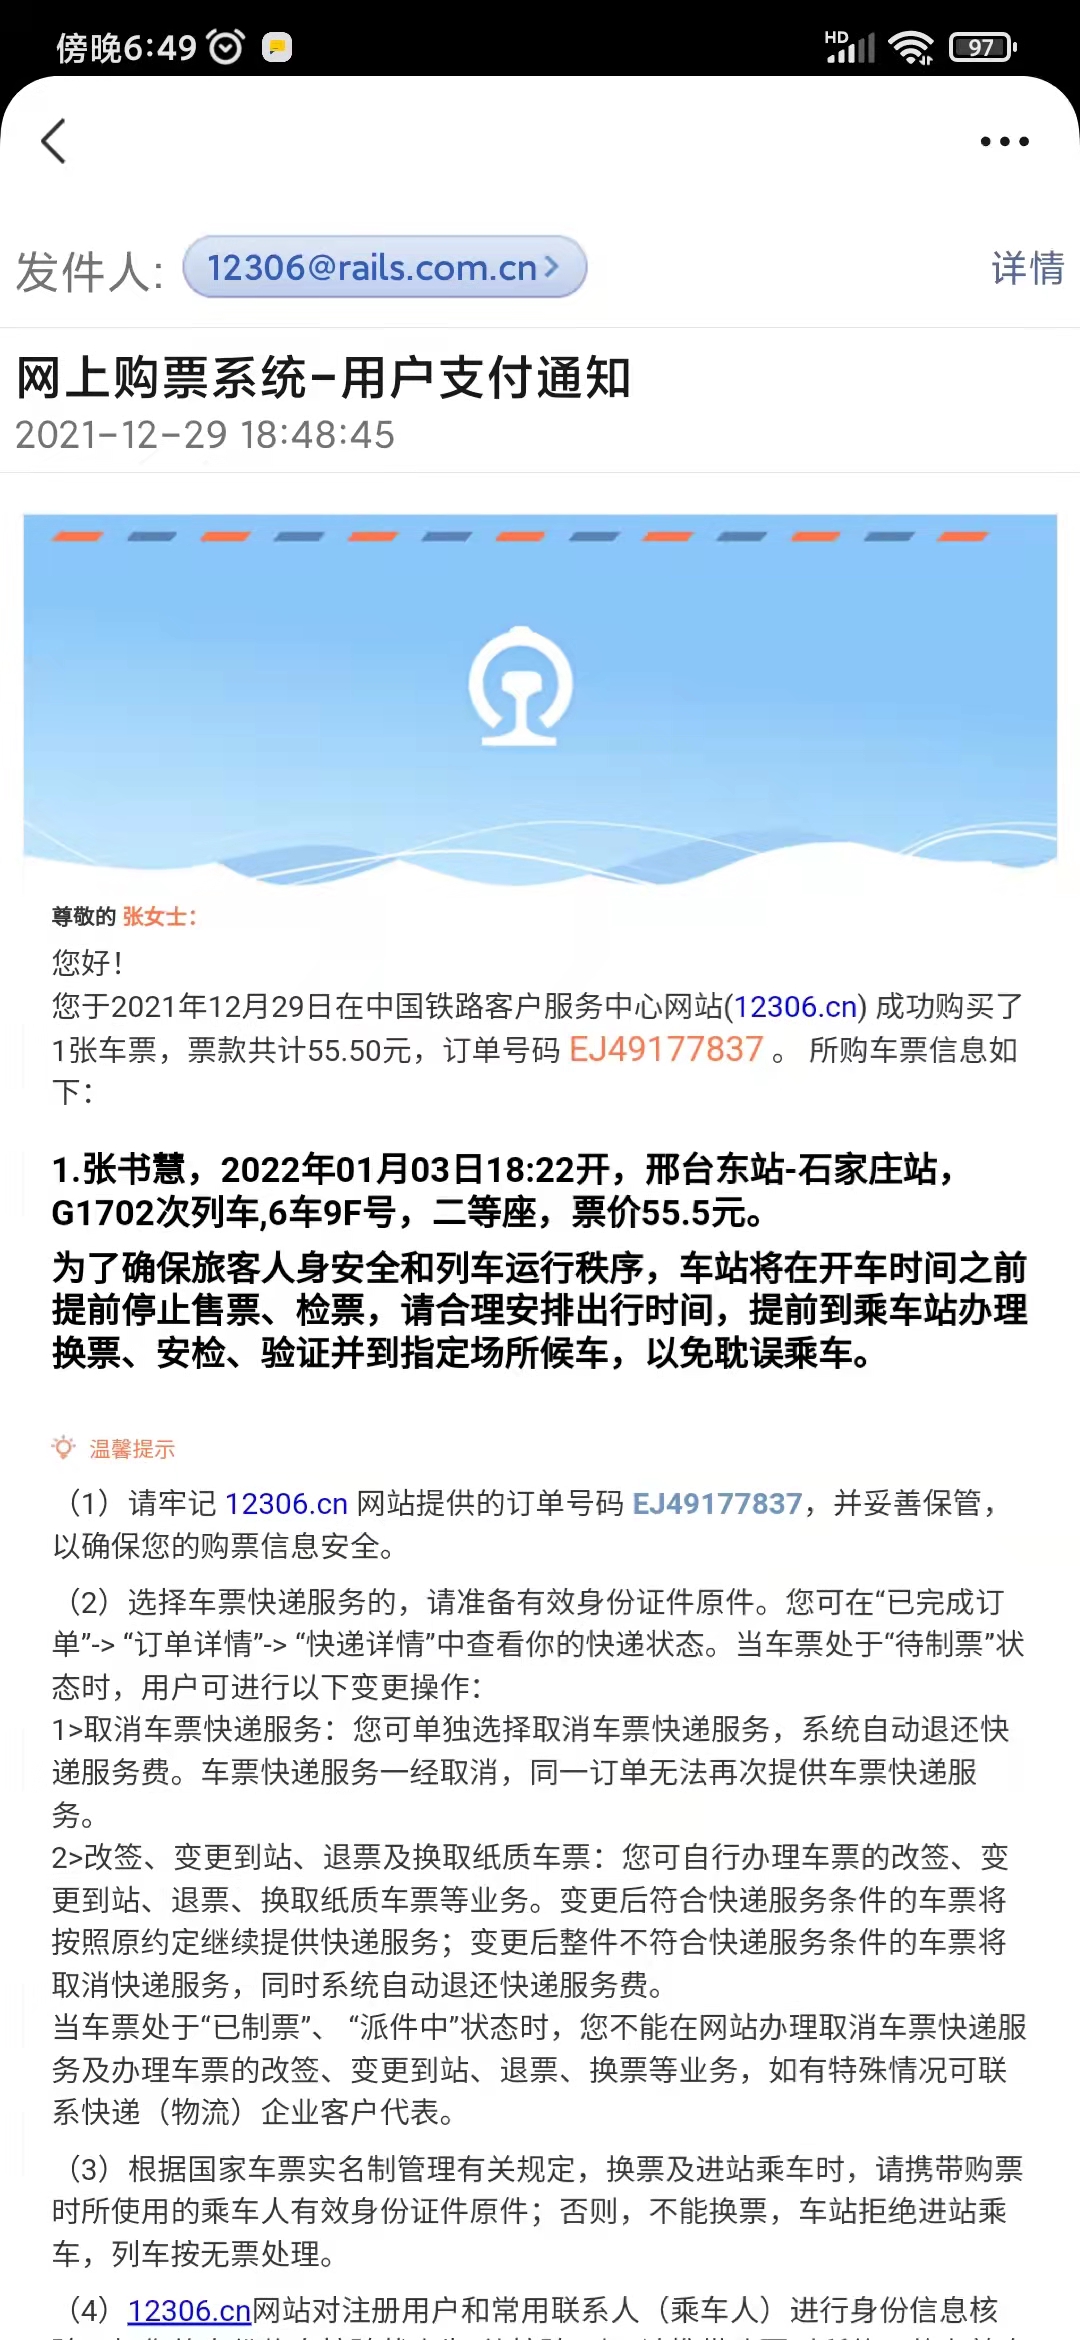 傍晚6:49
HD
97
发件人:
12306@rails.com.cn
详情
网上购票系统-用户支付通知
2021-12-29 18:48:45
尊敬的 张女士：
您好！
您于2021年12月29日在中国铁路客户服务中心网站(12306.cn) 成功购买了
1张车票，票款共计55.50元，订单号码 EJ49177837 。 所购车票信息如
下：
1.张书慧，2022年01月03日18:22开，邢台东站-石家庄站，
G1702次列车,6车9F号，二等座，票价55.5元。
为了确保旅客人身安全和列车运行秩序，车站将在开车时间之前
提前停止售票、检票，请合理安排出行时间，提前到乘车站办理
换票、安检、验证并到指定场所候车，以免耽误乘车。
温馨提示
（1）请牢记 12306.cn 网站提供的订单号码 EJ49177837，并妥善保管，
以确保您的购票信息安全。
（2）选择车票快递服务的，请准备有效身份证件原件。您可在“已完成订
单”-> “订单详情”-> “快递详情”中查看你的快递状态。当车票处于“待制票”状
态时，用户可进行以下变更操作：
1>取消车票快递服务：您可单独选择取消车票快递服务，系统自动退还快
递服务费。车票快递服务一经取消，同一订单无法再次提供车票快递服
务。
2>改签、变更到站、退票及换取纸质车票：您可自行办理车票的改签、变
更到站、退票、换取纸质车票等业务。变更后符合快递服务条件的车票将
按照原约定继续提供快递服务；变更后整件不符合快递服务条件的车票将
取消快递服务，同时系统自动退还快递服务费。
当车票处于“已制票”、 “派件中”状态时，您不能在网站办理取消车票快递服
务及办理车票的改签、变更到站、退票、换票等业务，如有特殊情况可联
系快递（物流）企业客户代表。
（3）根据国家车票实名制管理有关规定，换票及进站乘车时，请携带购票
时所使用的乘车人有效身份证件原件；否则，不能换票，车站拒绝进站乘
车，列车按无票处理。
（4）12306.cn网站对注册用户和常用联系人（乘车人）进行身份信息核